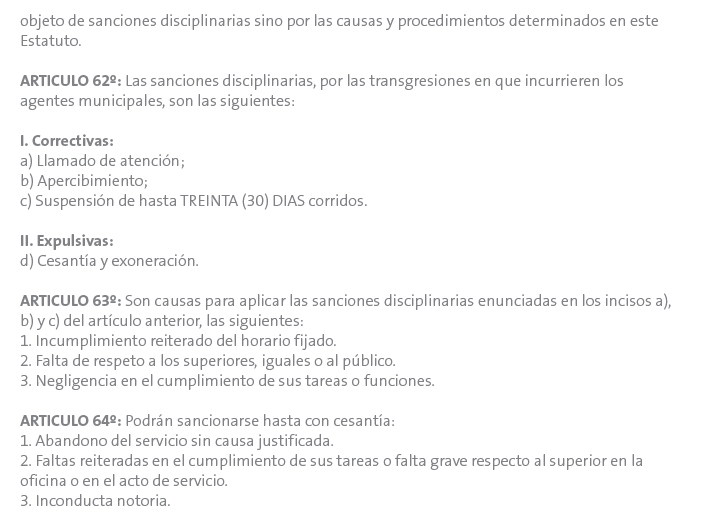 objeto de sanciones disciplinarias sino por las causas y procedimientos determinados en este
Estatuto.
ARTICULO 62º: Las sanciones disciplinarias, por las transgresiones en que incurrieren los
agentes municipales, son las siguientes:
I. Correctivas:
a) Llamado de atención;
b) Apercibimiento;
c) Suspensión de hasta TREINTA (30) DIAS corridos.
II. Expulsivas:
d) Cesantía y exoneración.
ARTICULO 63º: Son causas para aplicar las sanciones disciplinarias enunciadas en los incisos a),
b) y c) del artículo anterior, las siguientes:
1. Incumplimiento reiterado del horario fijado.
2. Falta de respeto a los superiores, iguales o al público.
3. Negligencia en el cumplimiento de sus tareas o funciones.
ARTICULO 64º: Podrán sancionarse hasta con cesantía:
1. Abandono del servicio sin causa justificada.
2. Faltas reiteradas en el cumplimiento de sus tareas o falta grave respecto al superior en la
oficina o en el acto de servicio.
3. Inconducta notoria.